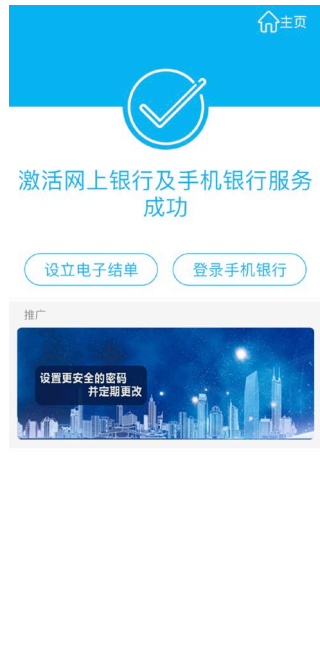 主页
激活网上银行及手机银行服务
成功
设立电子结单
登录手机银行
推广
设置更安全的密码
并定期更改